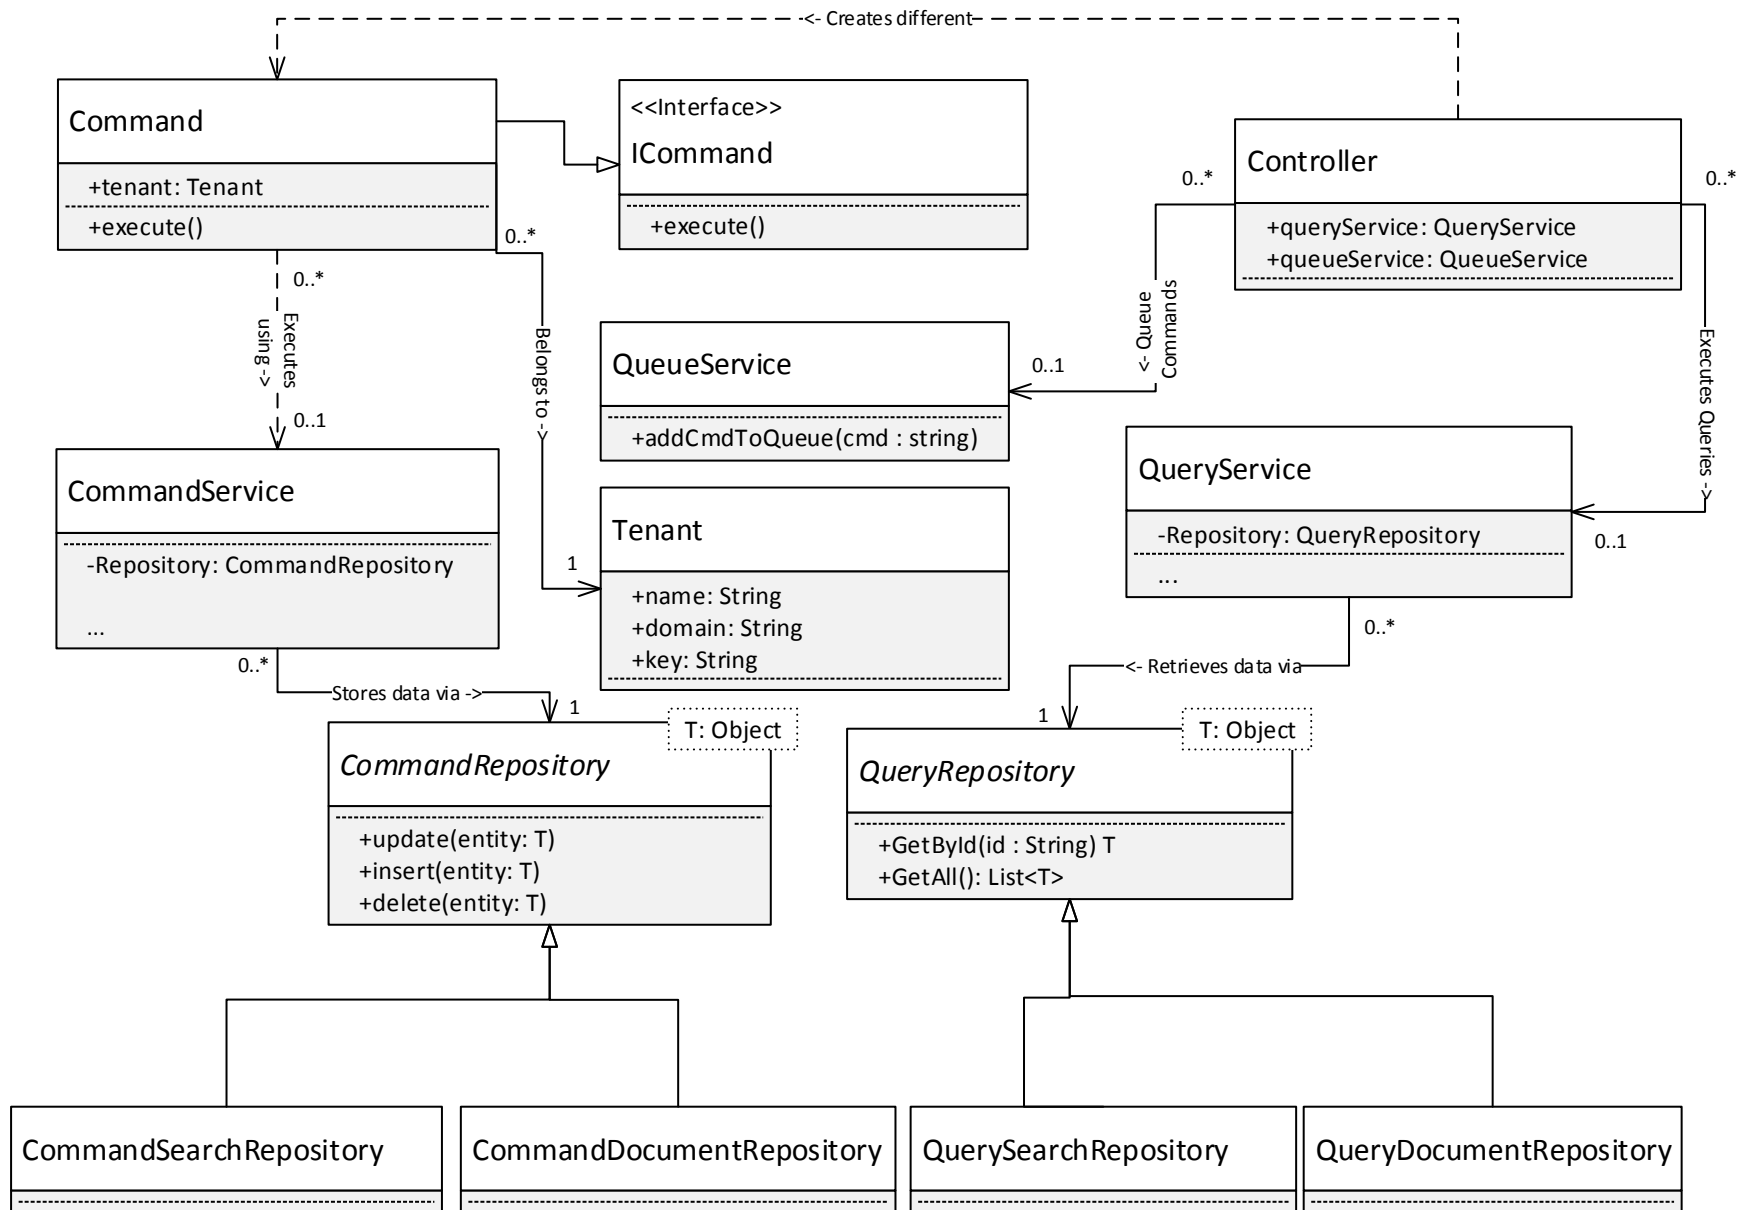 <- Creates different
Command
+tenant: Tenant
+execute()
<<Interface>>
ICommand
+execute()
Controller
+queryService: QueryService
+queueService: QueueService
0..*
0..*
0..*
0..*
Executes
using ->
0..1
Belongs to ->
1
<- Queue
Commands
0..1
Executes Queries ->
0..1
QueueService
+addCmdToQueue(cmd : string)
CommandService
-Repository: CommandRepository
...
Tenant
+name: String
+domain: String
+key: String
QueryService
-Repository: QueryRepository
...
0..*
Stores data via ->
1
0..*
<- Retrieves data via
1
T: Object
CommandRepository
+update(entity: T)
+insert(entity: T)
+delete(entity: T)
T: Object
QueryRepository
+GetById(id : String) T
+GetAll(): List<T>
CommandSearchRepository
CommandDocumentRepository
QuerySearchRepository
QueryDocumentRepository